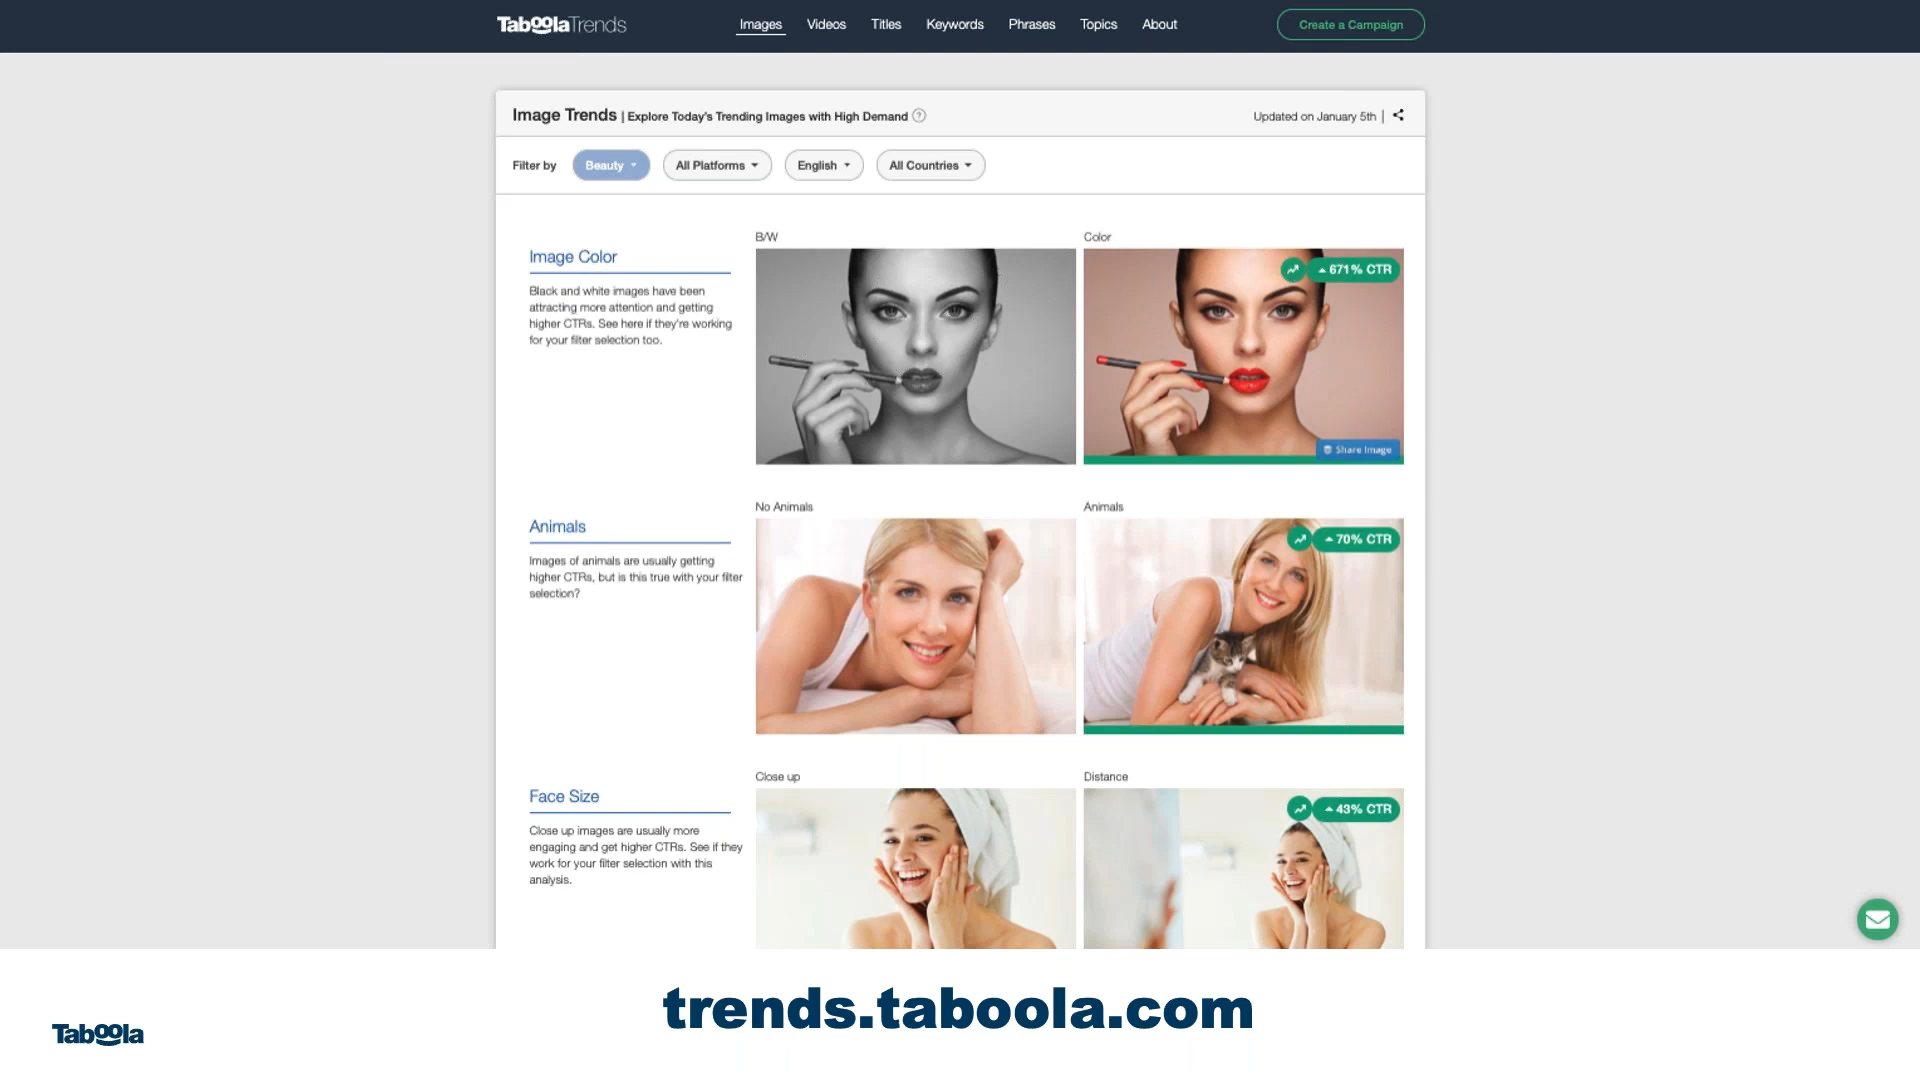 Taboola Trends
Images Videos Titles Keywords Phrases Topics About
Create a Campaign
Image Trends | Explore Today's Trending Images with High Demand ?
Updated on January 5th |
Filter by Beauty All Platforms English All Countries
Image Color
Black and white images have been
attracting more attention and getting
higher CTRs. See here if they're working
for your filter selection too.
B/W
Color
671% CTR
Share Image
Animals
Images of animals are usually getting
higher CTRs, but is this true with your filter
selection?
No Animals
Animals
70% CTR
Face Size
Close up images are usually more
engaging and get higher CTRs. See if they
work for your filter selection with this
analysis.
Close up
Distance
43% CTR
Taboola
trends.taboola.com